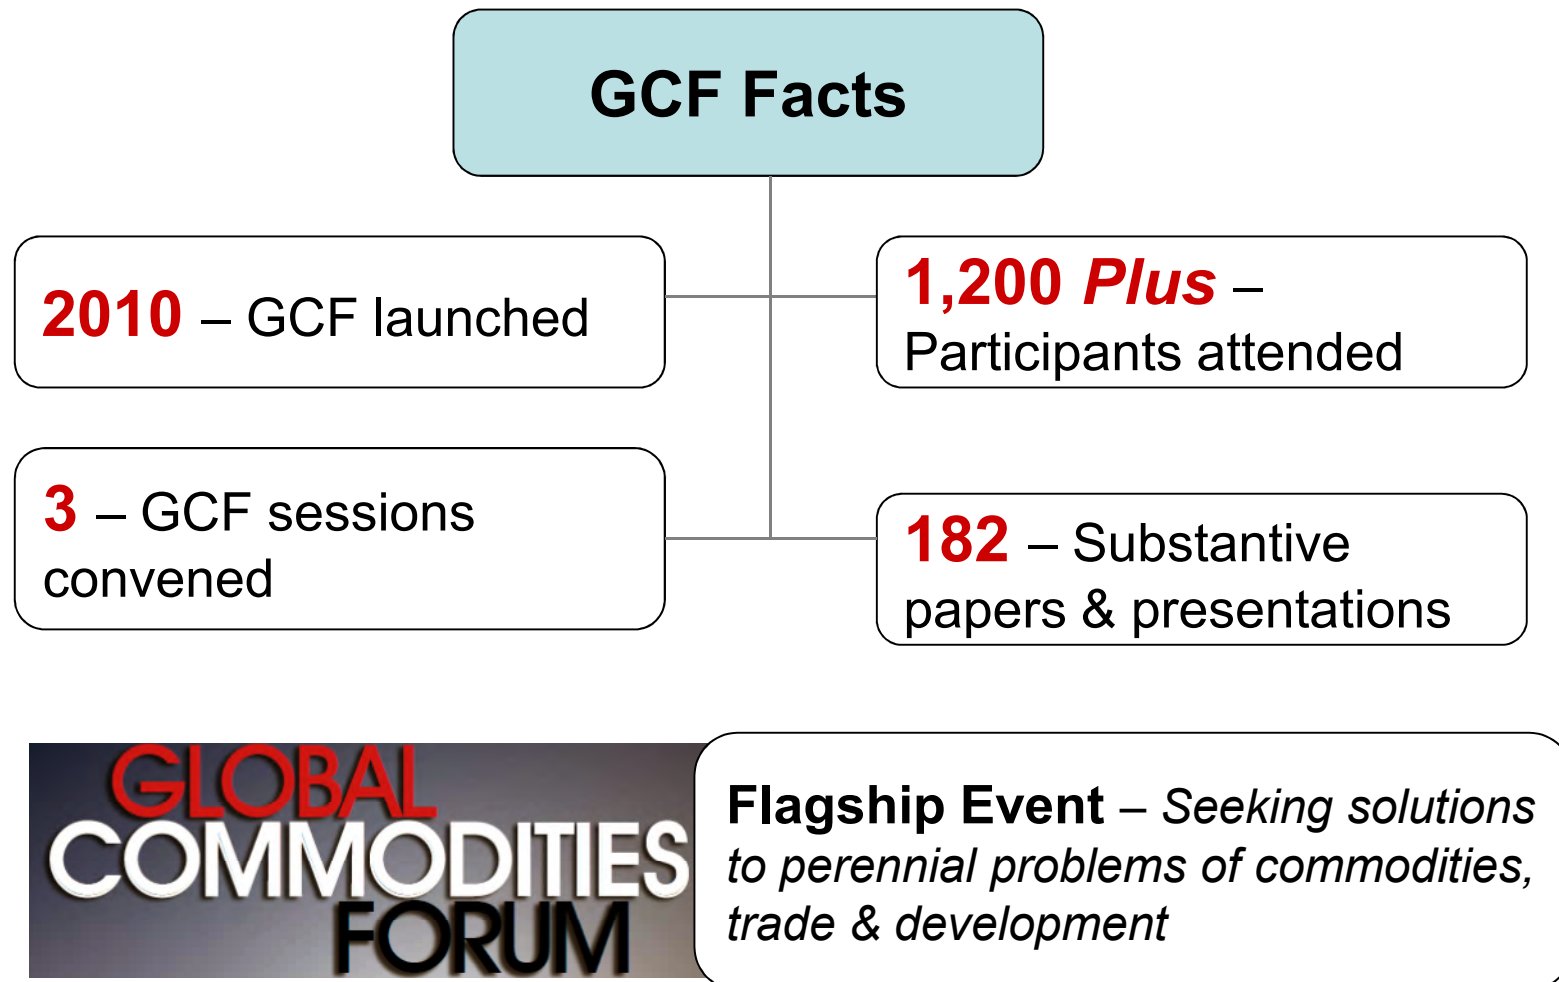 GCF Facts
2010 – GCF launched
1,200 Plus –
Participants attended
3 – GCF sessions
convened
182 – Substantive
papers & presentations
GLOBAL
COMMODITIES
FORUM
Flagship Event – Seeking solutions
to perennial problems of commodities,
trade & development